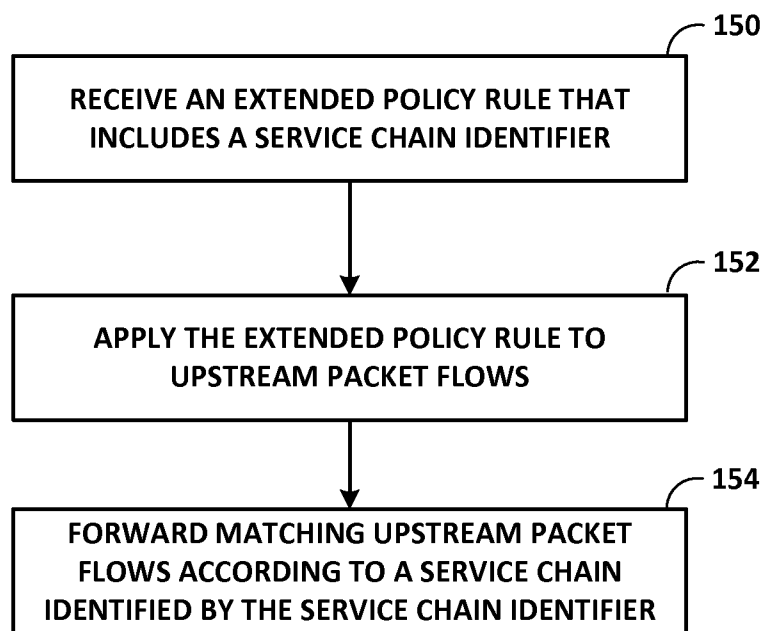 150
RECEIVE AN EXTENDED POLICY RULE THAT
INCLUDES A SERVICE CHAIN IDENTIFIER
152
APPLY THE EXTENDED POLICY RULE TO
UPSTREAM PACKET FLOWS
154
FORWARD MATCHING UPSTREAM PACKET
FLOWS ACCORDING TO A SERVICE CHAIN
IDENTIFIED BY THE SERVICE CHAIN IDENTIFIER